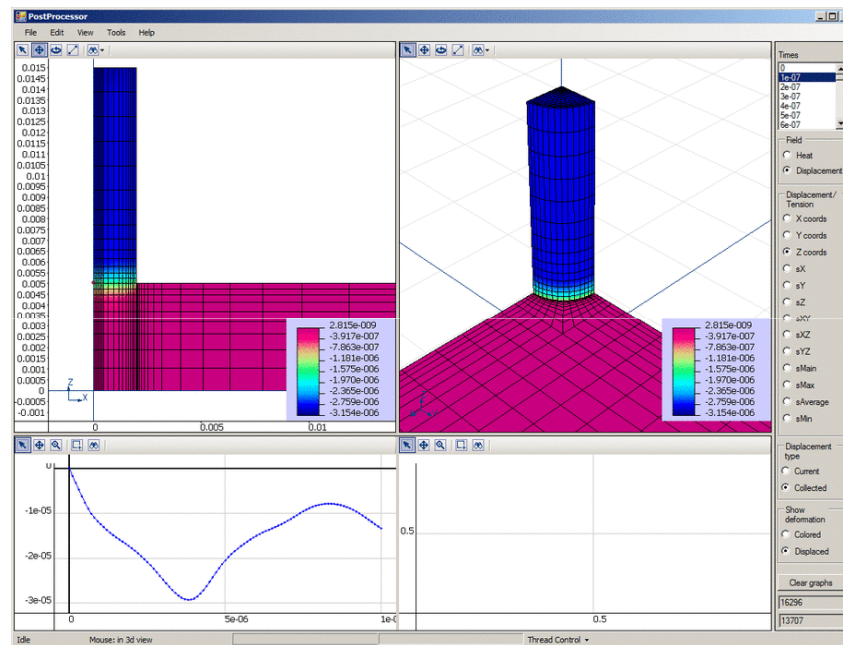 PostProcessor
File Edit View Tools Help
0.015
0.0145
0.014
0.0135
0.013
0.0125
0.012
0.0115
0.011
0.0105
0.01
0.0095
0.009
0.0085
0.008
0.0075
0.007
0.0065
0.006
0.0055
0.005
0.0045
0.004
0.0035
0.003
0.0025
0.002
0.0015
0.001
0.0005
0
-0.0005
-0.001
Z
X
0 0.005 0.01
2.815e-009
-3.917e-007
-7.863e-007
-1.181e-006
-1.575e-006
-1.970e-006
-2.365e-006
-2.759e-006
-3.154e-006
2.815e-009
-3.917e-007
-7.863e-007
-1.181e-006
-1.575e-006
-1.970e-006
-2.365e-006
-2.759e-006
-3.154e-006
Times
0
1e-07
2e-07
3e-07
4e-07
5e-07
6e-07
Field
Heat
Displacement
Displacement/
Tension
X coords
Y coords
Z coords
sX
sY
sZ
sXY
sXZ
sYZ
sMain
sMax
sAverage
sMin
Displacement
type
Current
Collected
Show
deformation
Colored
Displaced
Clear graphs
16296
13707
0
-1e-05
-2e-05
-3e-05
0 5e-06
0.5
0.5
Idle Mouse: in 3d view Thread Control